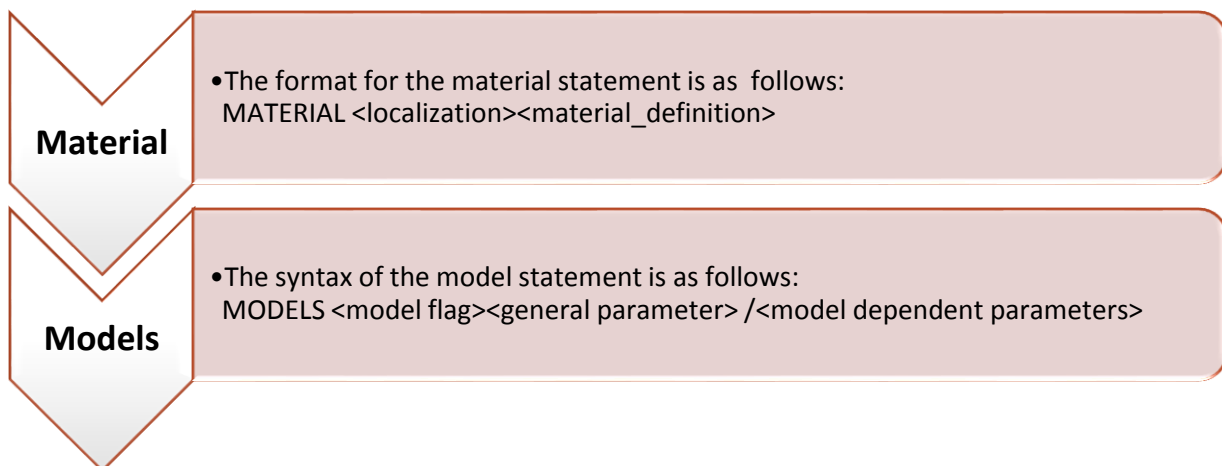 Material
•The format for the material statement is as follows:
MATERIAL <localization><material_definition>
Models
•The syntax of the model statement is as follows:
MODELS <model flag><general parameter> /<model dependent parameters>